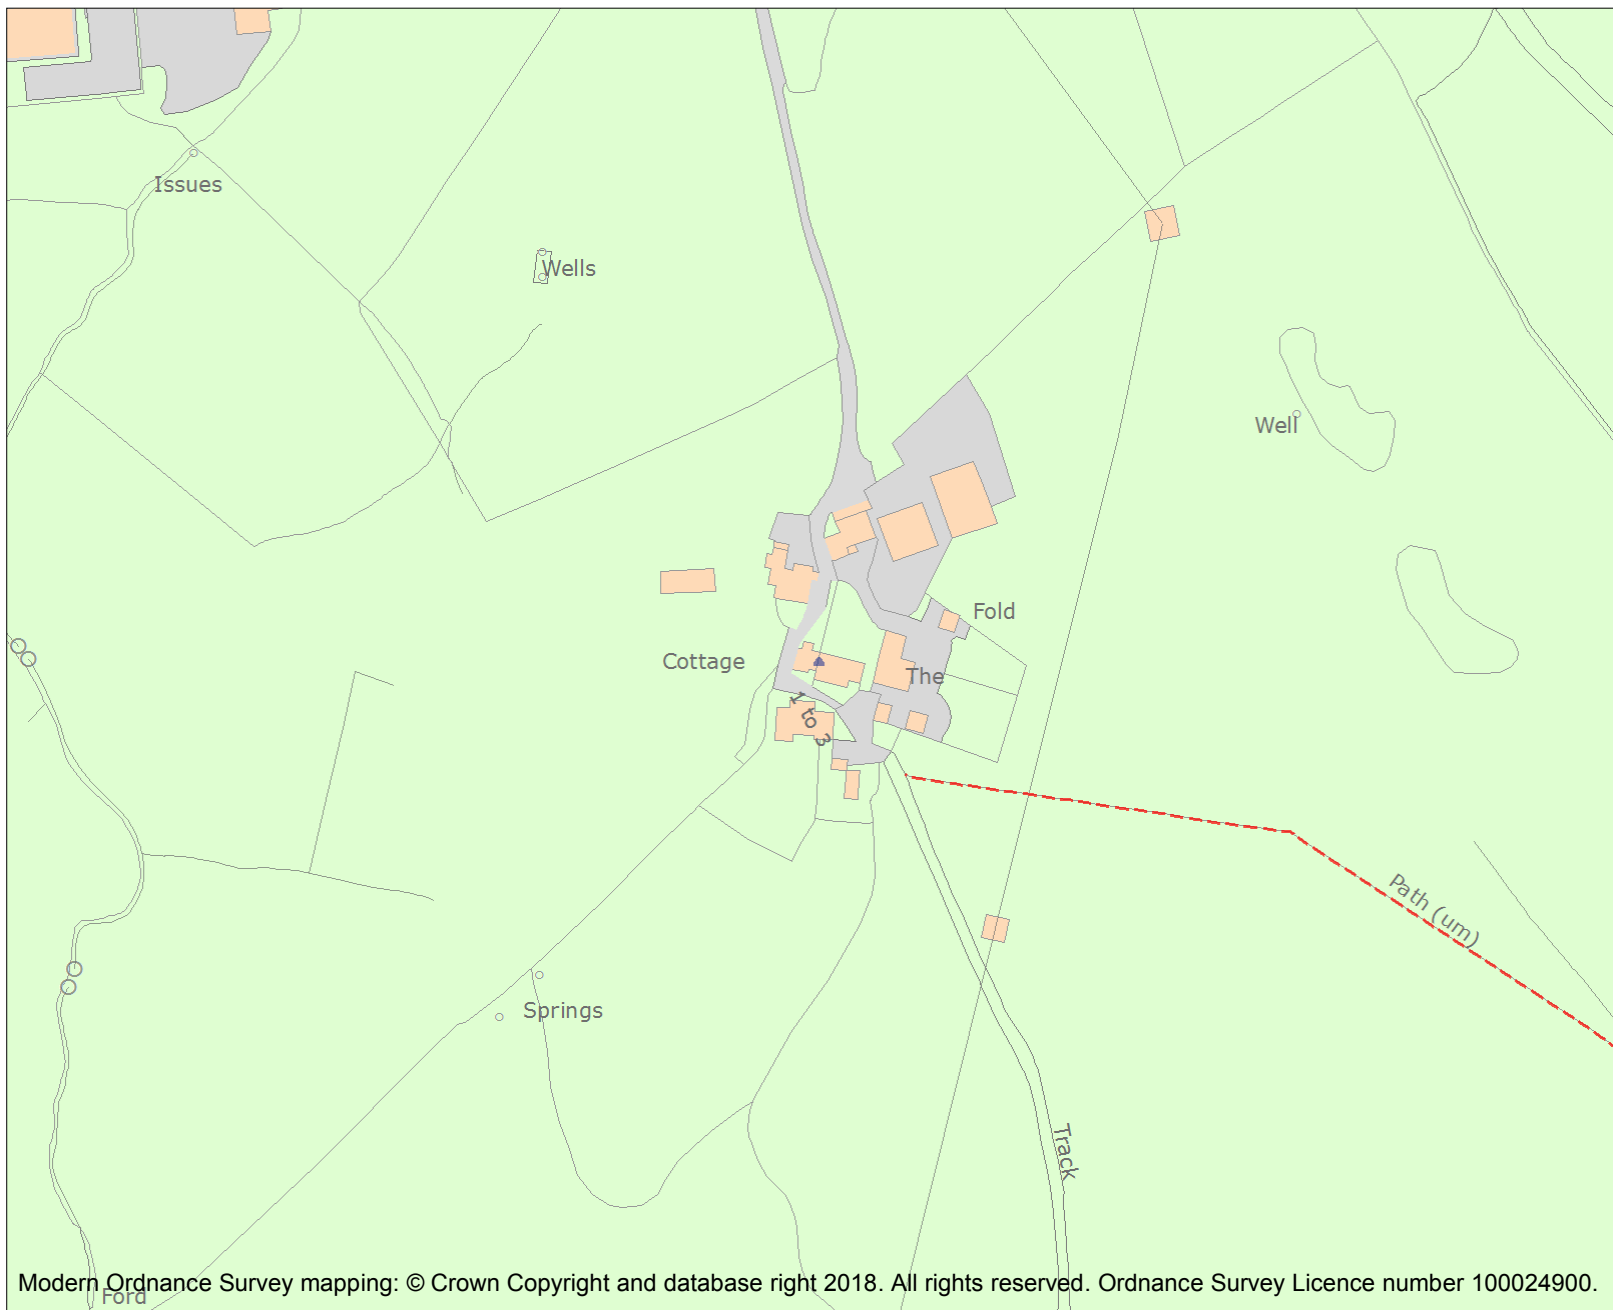 Issues
Wells
Well
Fold
Cottage
The
1 to 3
Path (um)
Springs
Track
Modern Ordnance Survey mapping: © Crown Copyright and database right 2018. All rights reserved. Ordnance Survey Licence number 100024900.
Ford